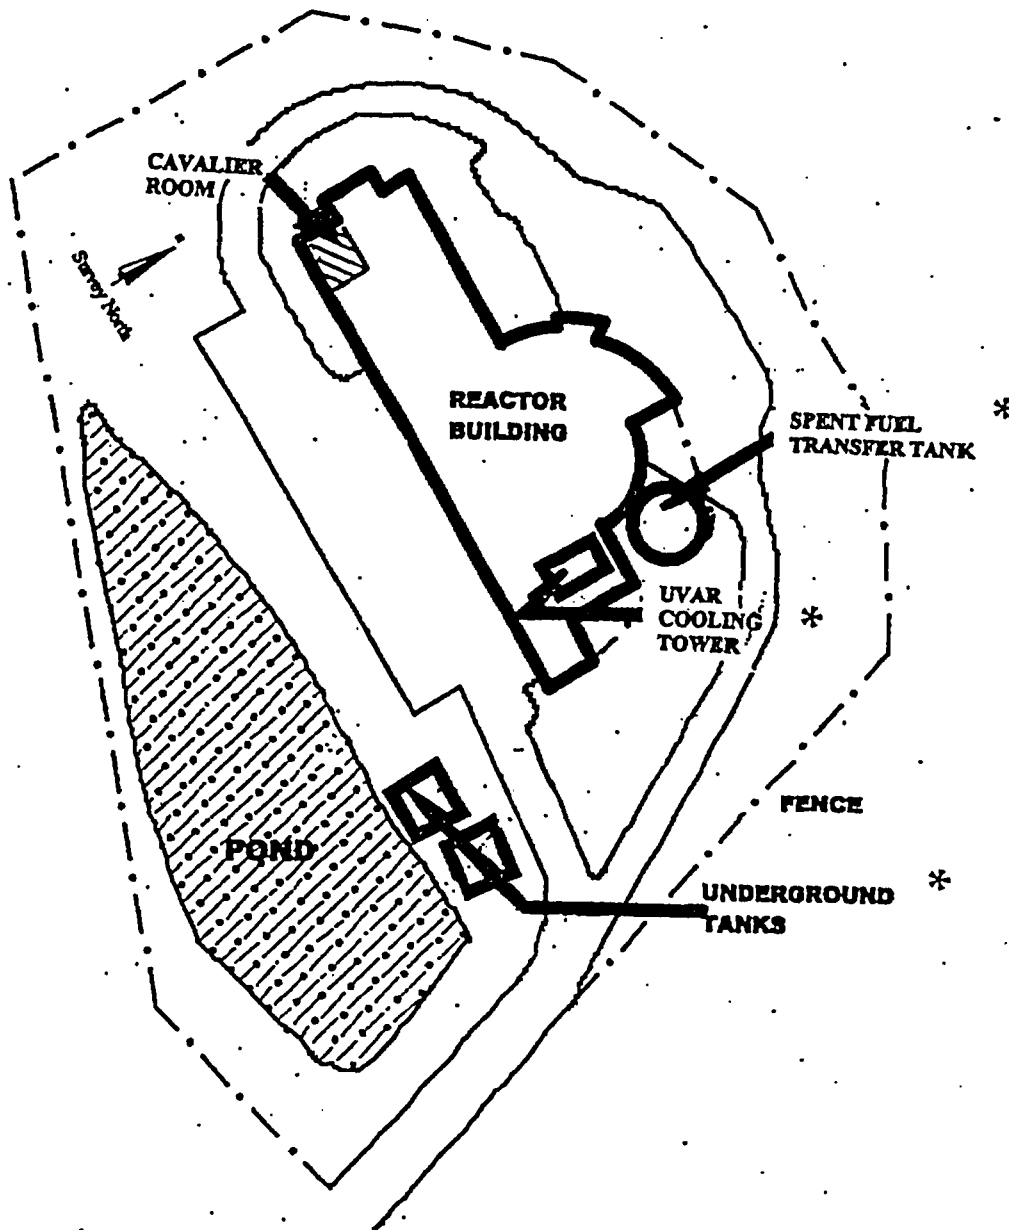 CAVALIER
ROOM
Survey North
REACTOR
BUILDING
SPENT FUEL
TRANSFER TANK
UVAR
COOLING
TOWER
FENCE
POND
UNDERGROUND
TANKS